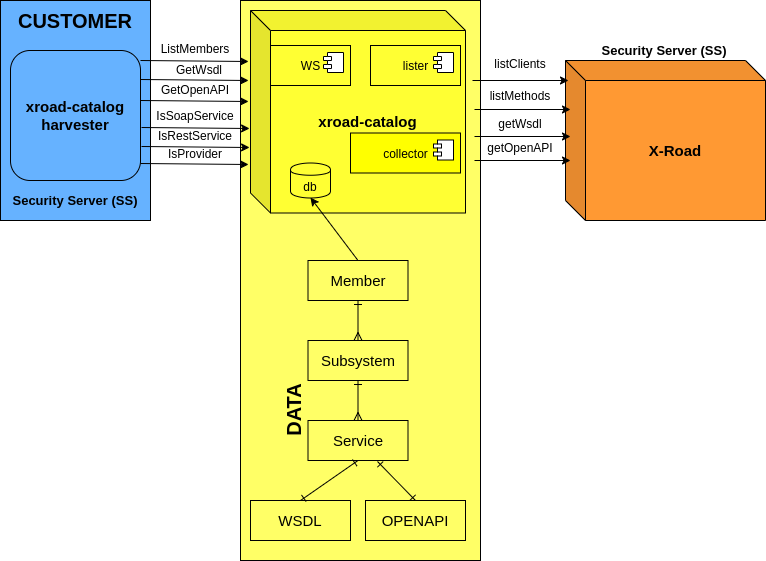 CUSTOMER
xroad-catalog
harvester
Security Server (SS)
ListMembers
GetWsdl
GetOpenAPI
IsSoapService
IsRestService
IsProvider
WS
lister
xroad-catalog
collector
db
Member
Subsystem
DATA
Service
WSDL
OPENAPI
listClients
listMethods
getWsdl
getOpenAPI
Security Server (SS)
X-Road